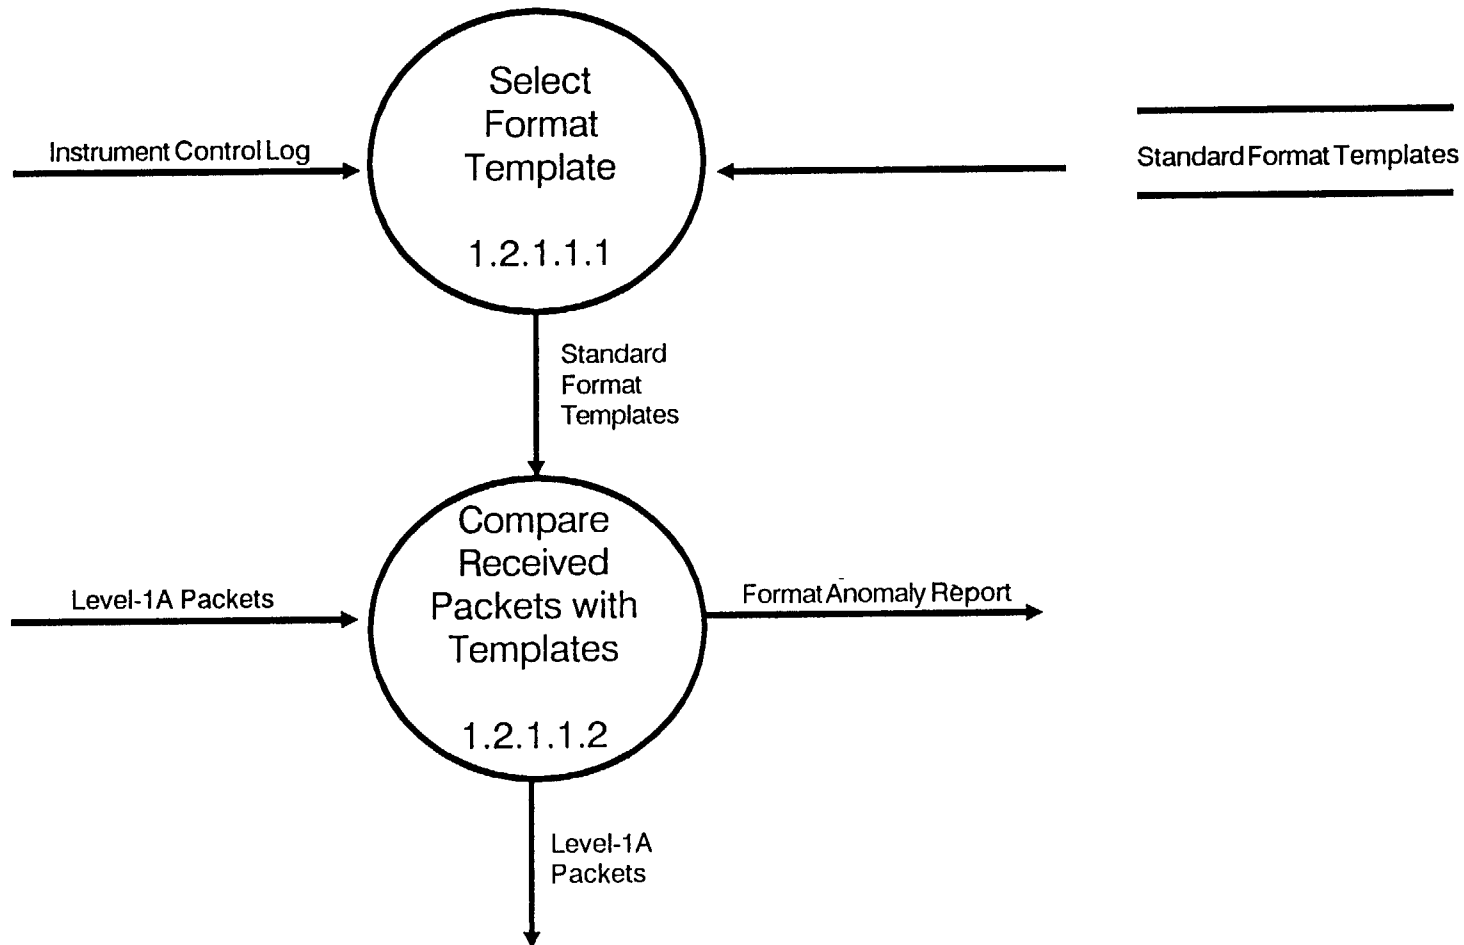 Select
Format
Template
1.2.1.1.1
Instrument Control Log
Standard Format Templates
Standard
Format
Templates
Compare
Received
Packets with
Templates
1.2.1.1.2
Level-1A Packets
Format Anomaly Report
Level-1A
Packets